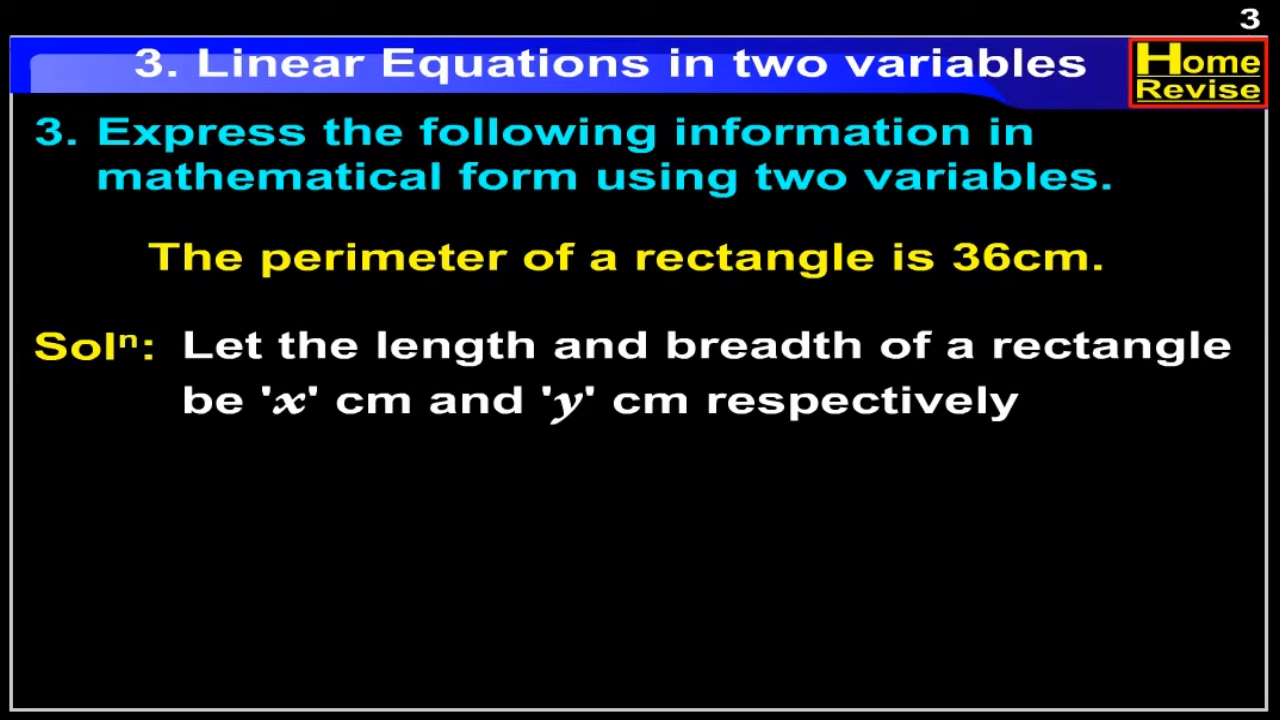 3
3. Linear Equations in two variables
Home
Revise
3. Express the following information in
mathematical form using two variables.
The perimeter of a rectangle is 36cm.
Solⁿ: Let the length and breadth of a rectangle
be 'x' cm and 'y' cm respectively